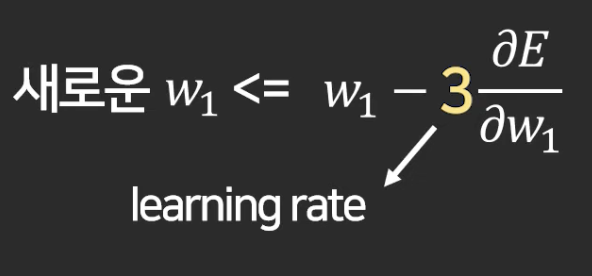 새로운 w₁ <= w₁ − 3 ∂E/∂w₁
learning rate